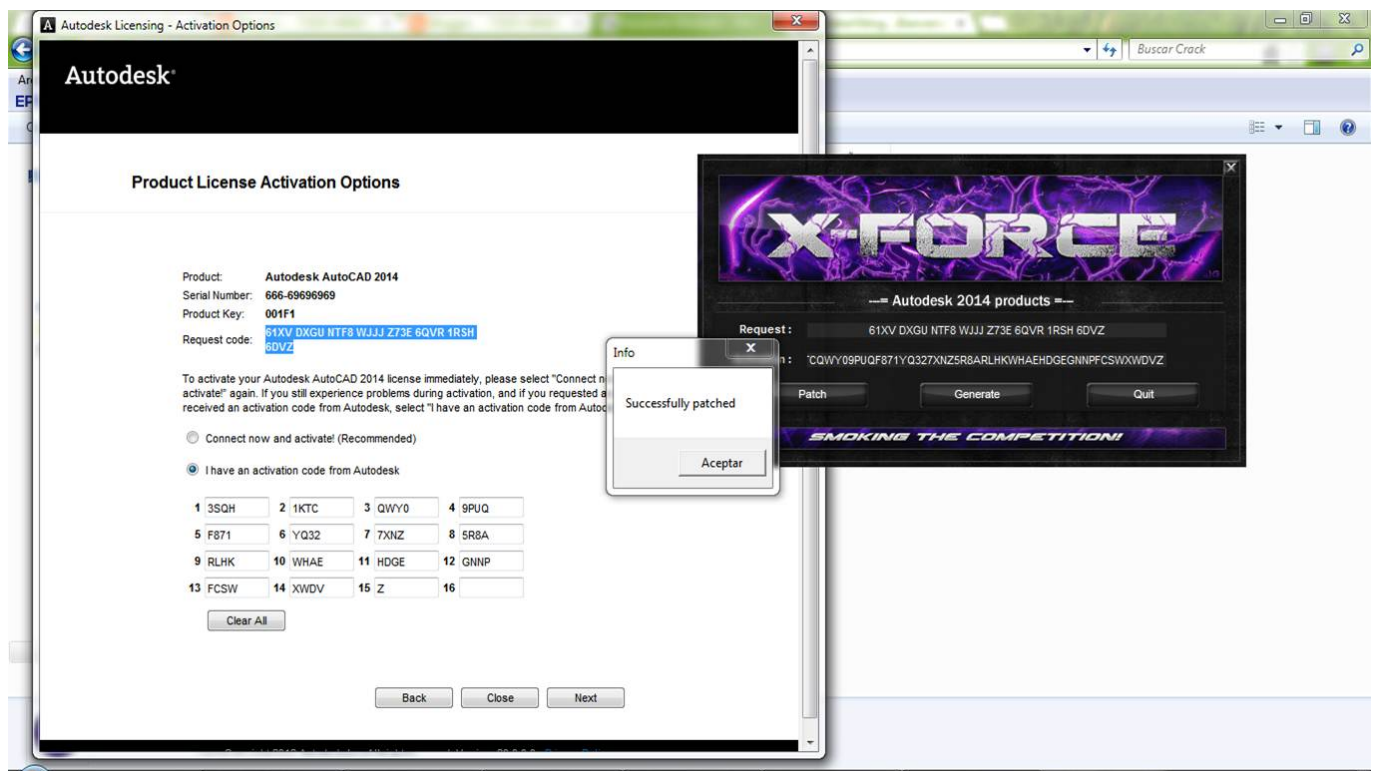 Autodesk Licensing - Activation Options
Buscar Crack
Autodesk
Product License Activation Options
Product: Autodesk AutoCAD 2014
Serial Number: 666-69696969
Product Key: 001F1
Request code: 61XV DXGU NTF8 WJJJ Z73E 6QVR 1RSH
6DVZ
To activate your Autodesk AutoCAD 2014 license immediately, please select "Connect
activate!" again. If you still experience problems during activation, and if you requested
received an activation code from Autodesk, select "I have an activation code from
Connect now and activate! (Recommended)
I have an activation code from Autodesk
1 3SQH 2 1KTC 3 QWY0 4 9PUQ
5 F871 6 YQ32 7 7XNZ 8 5R8A
9 RLHK 10 WHAE 11 HDGE 12 GNNP
13 FCSW 14 XWDV 15 Z 16
Clear All
Back Close Next
Info
Successfully patched
Aceptar
X-FORCE
---= Autodesk 2014 products =---
Request: 61XV DXGU NTF8 WJJJ Z73E 6QVR 1RSH 6DVZ
CQWY09PUQF871YQ327XNZ5R8ARLHKWHAEHDGEGNNPFCSWXWDVZ
Patch Generate Quit
SMOKING THE COMPETITION!